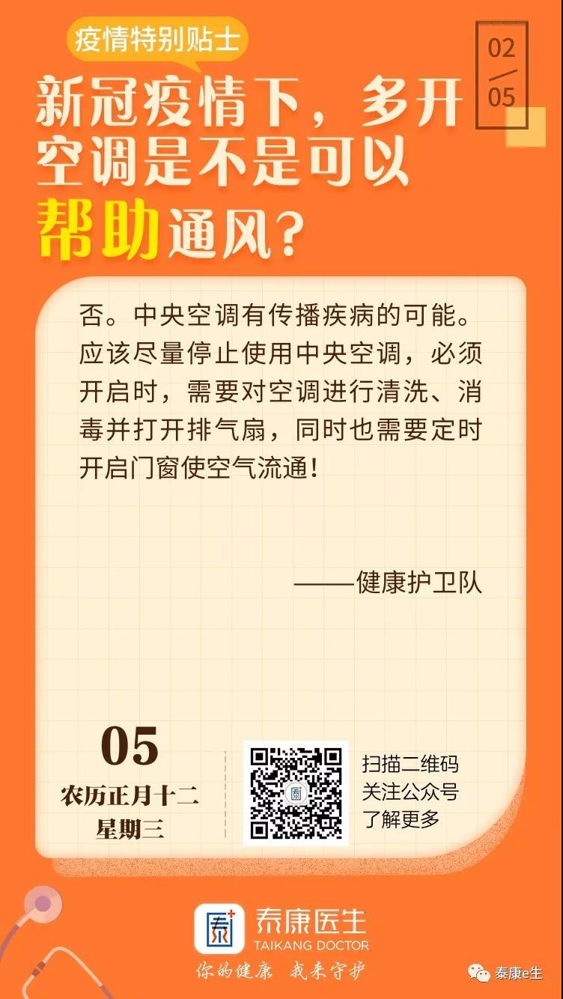 疫情特别贴士
02
05
新冠疫情下，多开
空调是不是可以
帮助通风？
否。中央空调有传播疾病的可能。
应该尽量停止使用中央空调，必须
开启时，需要对空调进行清洗、消
毒并打开排气扇，同时也需要定时
开启门窗使空气流通！
——健康护卫队
05
农历正月十二
星期三
扫描二维码
关注公众号
了解更多
泰康医生
TAIKANG DOCTOR
你的健康 我来守护
泰康e生